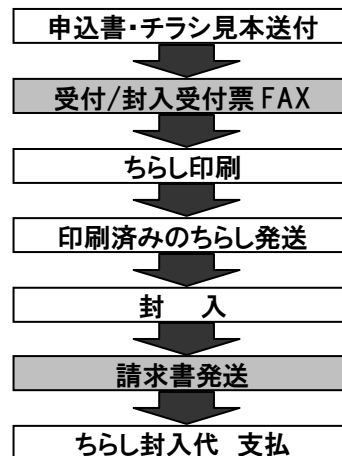 申込書・チラシ見本送付
受付/封入受付票 FAX
ちらし印刷
印刷済みのちらし発送
封　入
請求書発送
ちらし封入代　支払